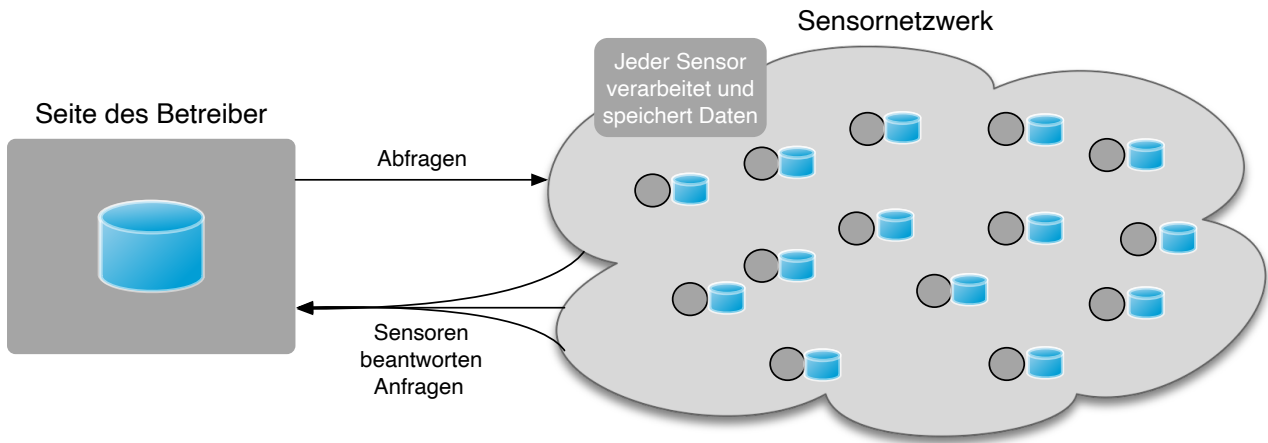 Sensornetzwerk
Jeder Sensor
verarbeitet und
speichert Daten
Seite des Betreiber
Abfragen
Sensoren
beantworten
Anfragen